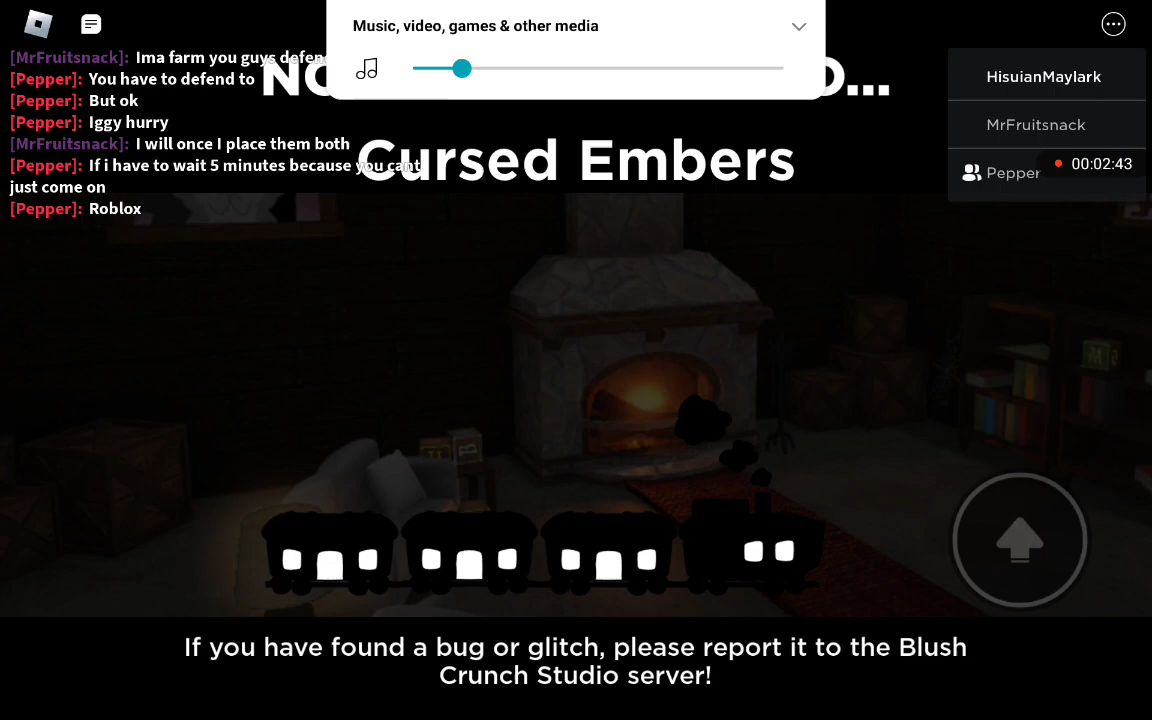 Music, video, games & other media
[MrFruitsnack]: Ima farm you guys defen
[Pepper]: You have to defend to
[Pepper]: But ok
[Pepper]: Iggy hurry
[MrFruitsnack]: I will once I place them both
[Pepper]: If i have to wait 5 minutes because you cant
just come on
[Pepper]: Roblox
Cursed Embers
HisuianMaylark
MrFruitsnack
Pepper
00:02:43
If you have found a bug or glitch, please report it to the Blush
Crunch Studio server!